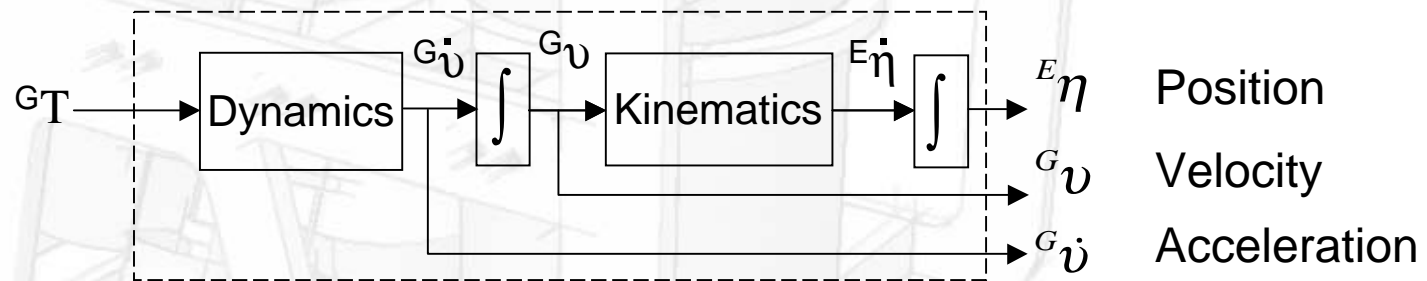 ᴳT Dynamics ᴳυ̇ ∫ ᴳυ Kinematics ᴱη̇ ∫ ᴱη Position
ᴳυ Velocity
ᴳυ̇ Acceleration